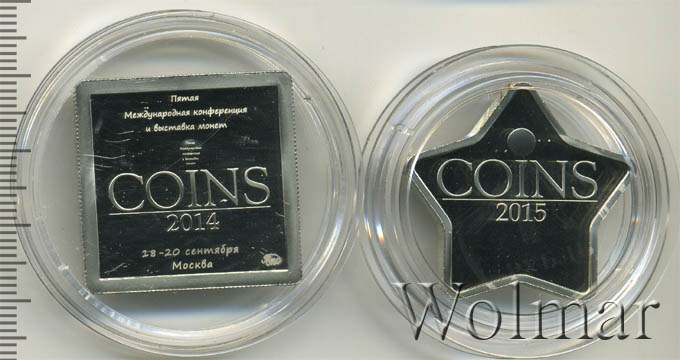 Пятая
Международная конференция
и выставка монет
COINS
2014
18-20 сентября
Москва
COINS
2015
Wolmar